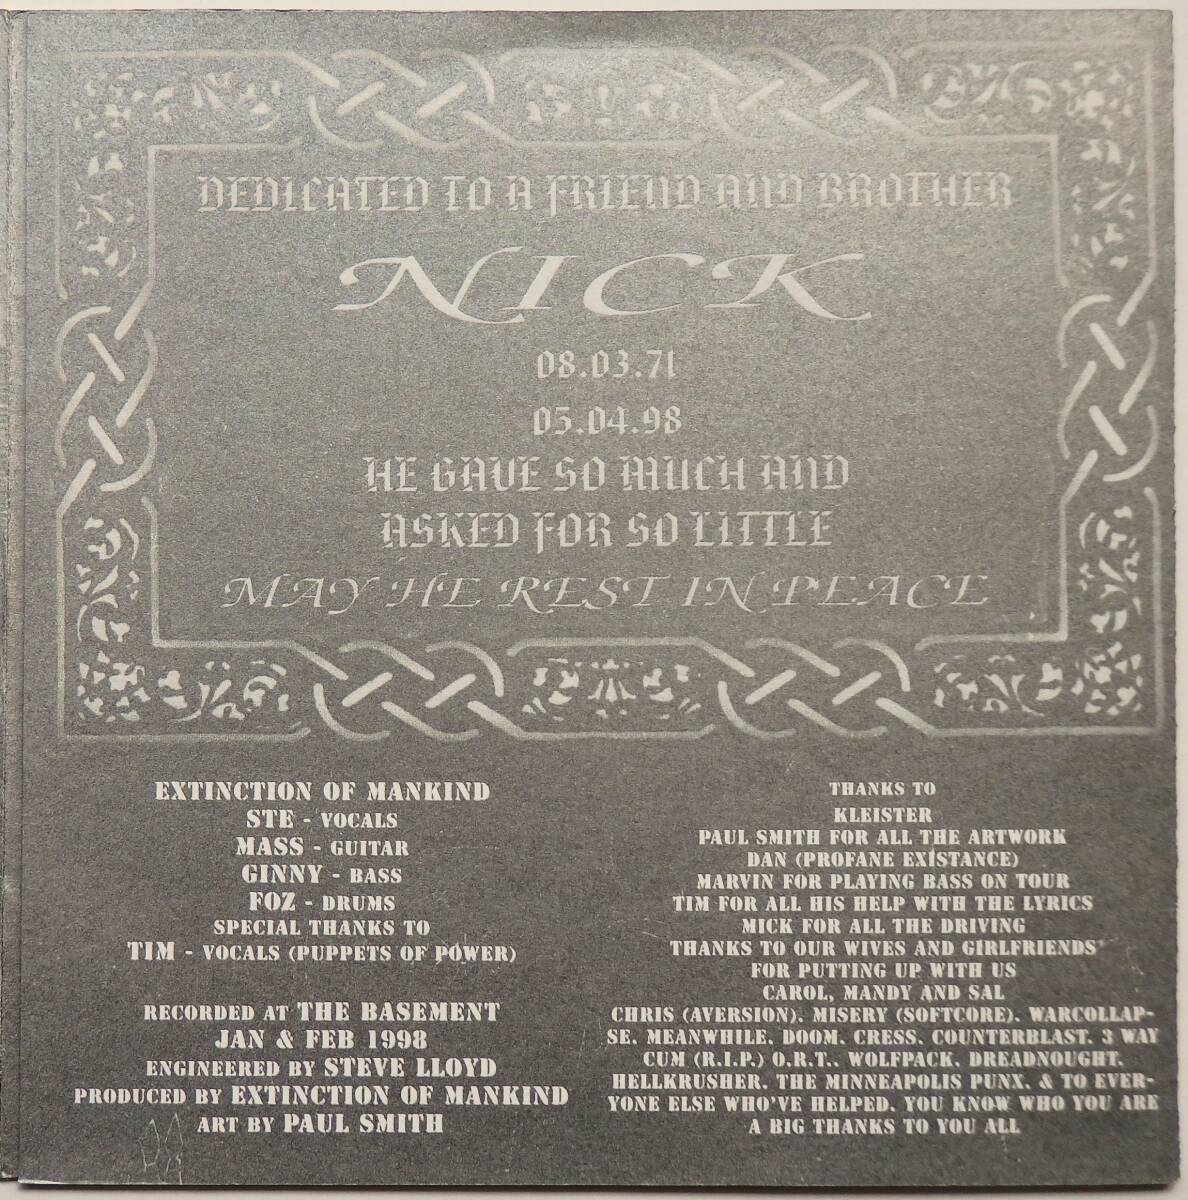 DEDICATED TO A FRIEND AND BROTHER
NICK
08.03.71
05.04.98
HE GAVE SO MUCH AND
ASKED FOR SO LITTLE
MAY HE REST IN PEACE
EXTINCTION OF MANKIND
STE - VOCALS
MASS - GUITAR
GINNY - BASS
FOZ - DRUMS
SPECIAL THANKS TO
TIM - VOCALS (PUPPETS OF POWER)
RECORDED AT THE BASEMENT
JAN & FEB 1998
ENGINEERED BY STEVE LLOYD
PRODUCED BY EXTINCTION OF MANKIND
ART BY PAUL SMITH
THANKS TO
KLEISTER
PAUL SMITH FOR ALL THE ARTWORK
DAN (PROFANE EXISTANCE)
MARVIN FOR PLAYING BASS ON TOUR
TIM FOR ALL HIS HELP WITH THE LYRICS
MICK FOR ALL THE DRIVING
THANKS TO OUR WIVES AND GIRLFRIENDS'
FOR PUTTING UP WITH US
CAROL, MANDY AND SAL
CHRIS (AVERSION). MISERY (SOFTCORE). WARCOLLAP-
SE. MEANWHILE. DOOM. CRESS. COUNTERBLAST. 3 WAY
CUM (R.I.P.) O.R.T.. WOLFPACK. DREADNOUGHT.
HELLKRUSHER. THE MINNEAPOLIS PUNX. & TO EVER-
YONE ELSE WHO'VE HELPED. YOU KNOW WHO YOU ARE
A BIG THANKS TO YOU ALL